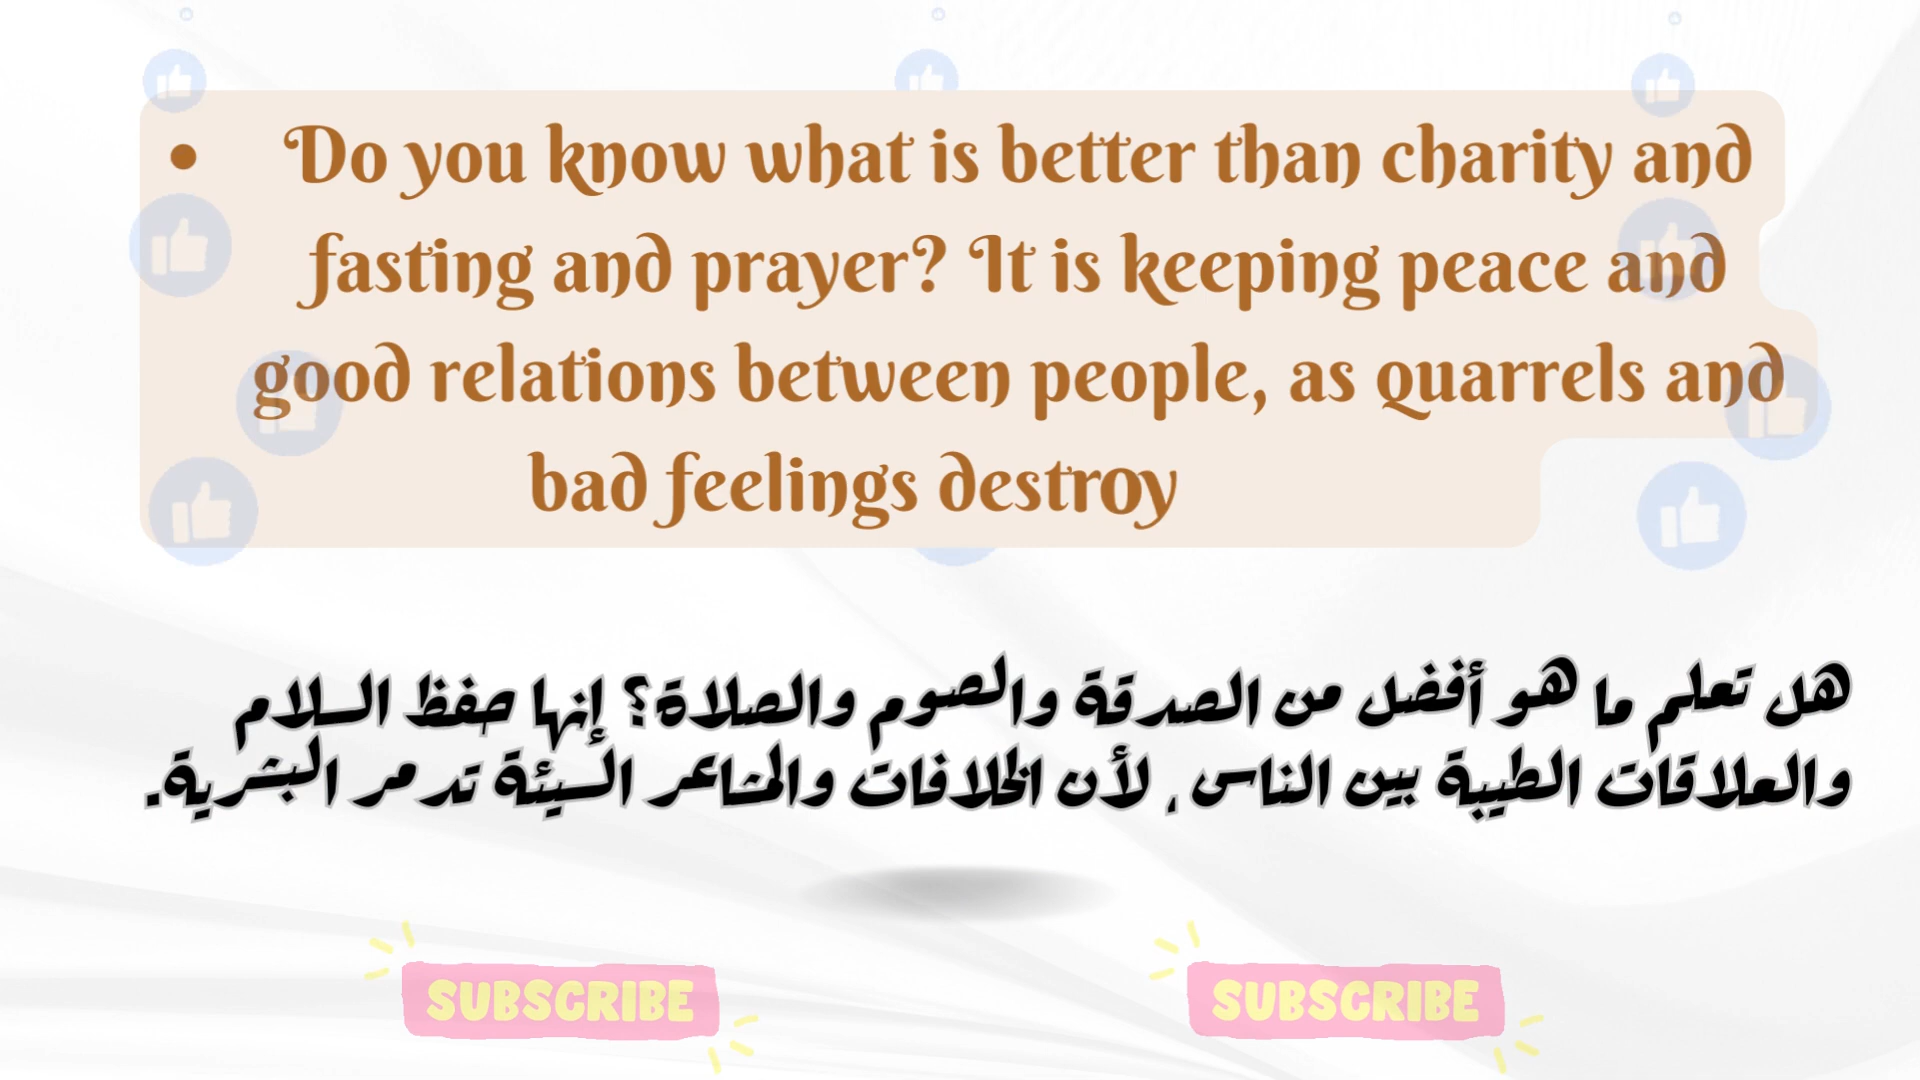 • Do you know what is better than charity and
fasting and prayer? It is keeping peace and
good relations between people, as quarrels and
bad feelings destroy
هل تعلم ما هو أفضل من الصدقة والصوم والصلاة؟ إنها حفظ السلام
والعلاقات الطيبة بين الناس ، لأن الخلافات والمشاعر السيئة تدمر البشرية.
SUBSCRIBE
SUBSCRIBE